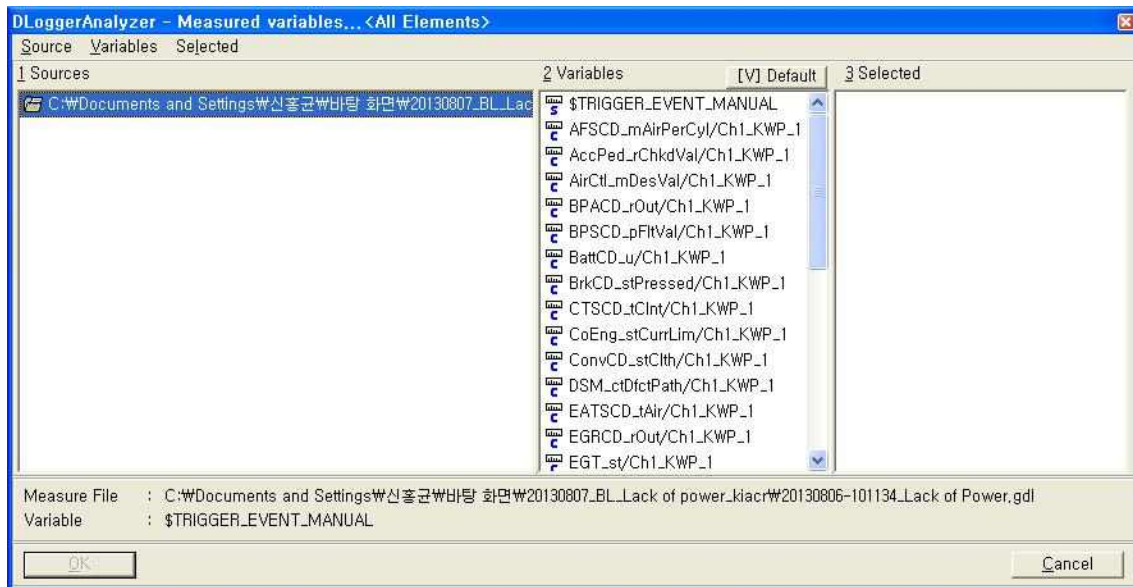 DLoggerAnalyzer - Measured variables...<All Elements>
Source Variables Selected
1 Sources
C:₩Documents and Settings₩신홍균₩바탕 화면₩20130807_BL_Lac
2 Variables
[V] Default
$TRIGGER_EVENT_MANUAL
AFSCD_mAirPerCyl/Ch1_KWP_1
AccPed_rChkdVal/Ch1_KWP_1
AirCtl_mDesVal/Ch1_KWP_1
BPACD_rOut/Ch1_KWP_1
BPSCD_pFltVal/Ch1_KWP_1
BattCD_u/Ch1_KWP_1
BrkCD_stPressed/Ch1_KWP_1
CTSCD_tClnt/Ch1_KWP_1
CoEng_stCurrLim/Ch1_KWP_1
ConvCD_stClth/Ch1_KWP_1
DSM_ctDfctPath/Ch1_KWP_1
EATSCD_tAir/Ch1_KWP_1
EGRCD_rOut/Ch1_KWP_1
EGT_st/Ch1_KWP_1
3 Selected
Measure File : C:₩Documents and Settings₩신홍균₩바탕 화면₩20130807_BL_Lack of power_kiacr₩20130806-101134_Lack of Power.gdl
Variable : $TRIGGER_EVENT_MANUAL
OK
Cancel